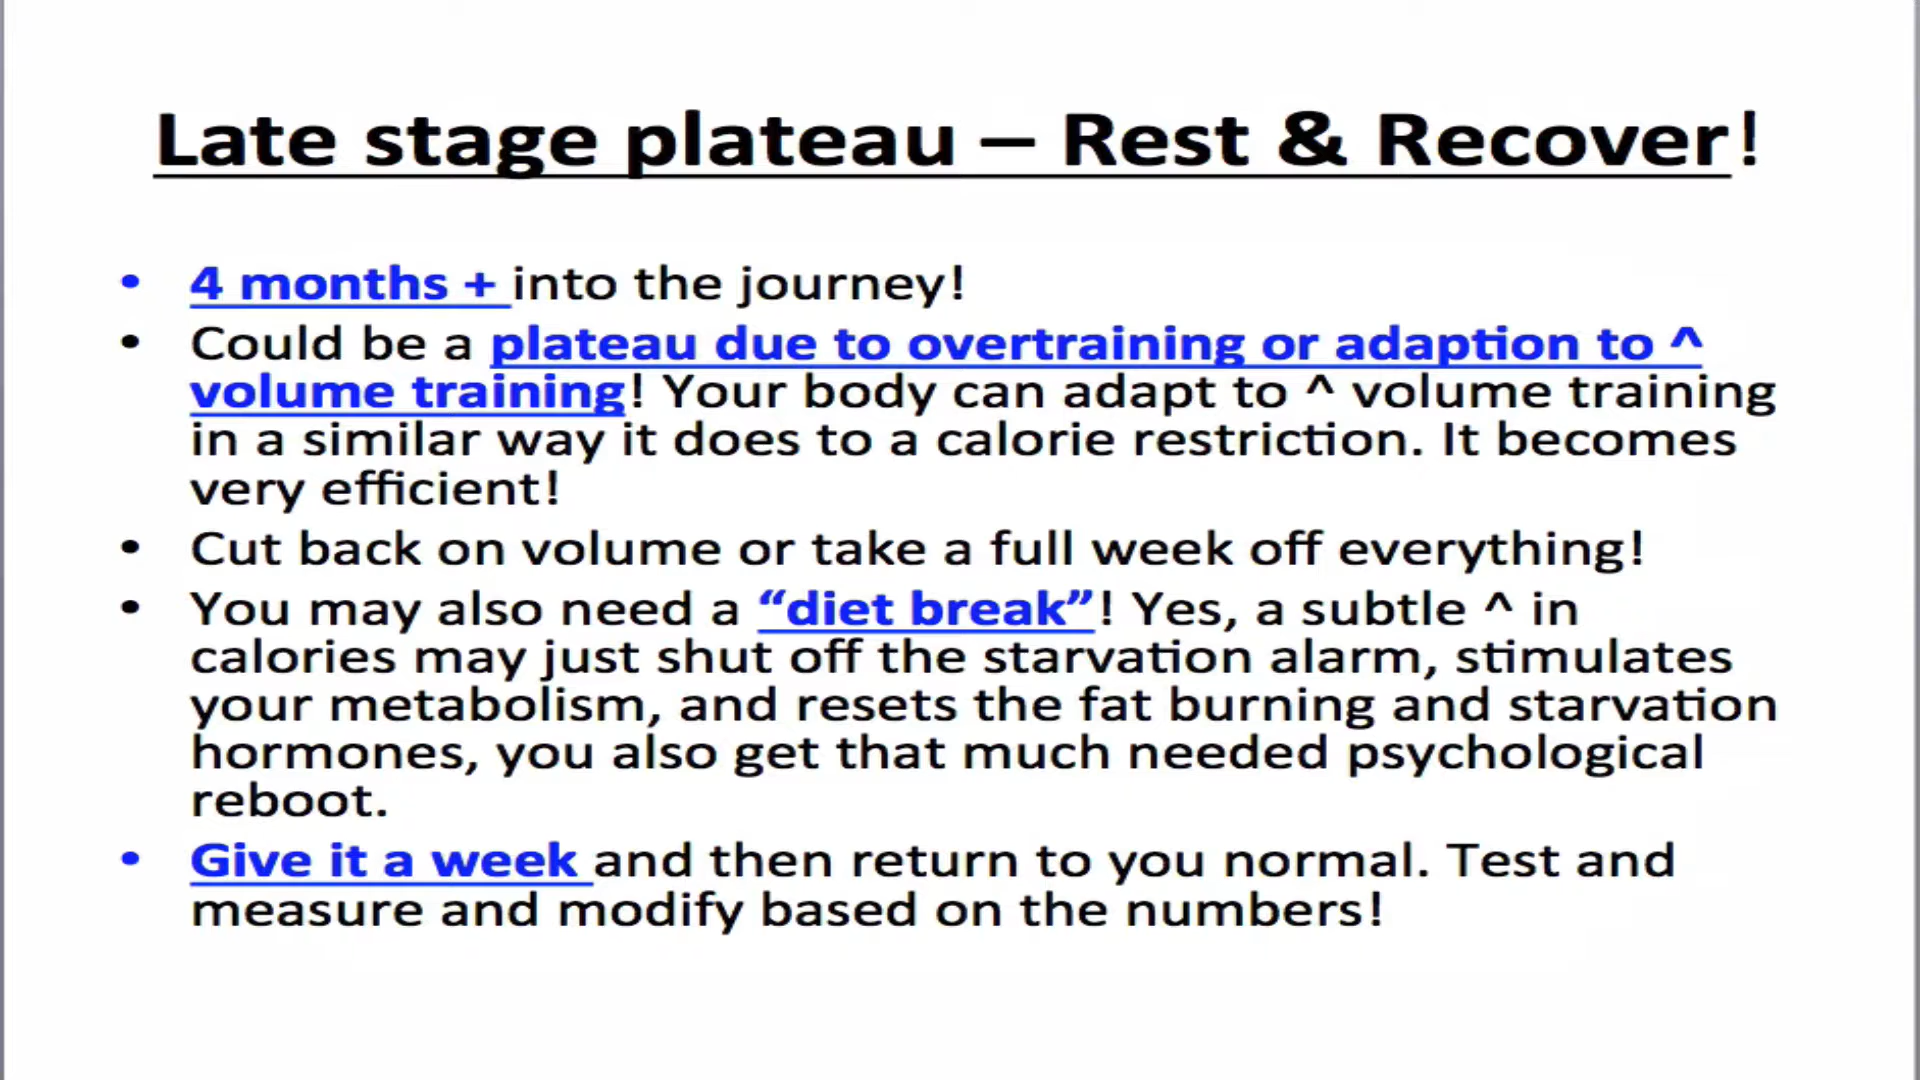 Late stage plateau – Rest & Recover!
• 4 months + into the journey!
• Could be a plateau due to overtraining or adaption to ^
volume training! Your body can adapt to ^ volume training
in a similar way it does to a calorie restriction. It becomes
very efficient!
• Cut back on volume or take a full week off everything!
• You may also need a “diet break”! Yes, a subtle ^ in
calories may just shut off the starvation alarm, stimulates
your metabolism, and resets the fat burning and starvation
hormones, you also get that much needed psychological
reboot.
• Give it a week and then return to you normal. Test and
measure and modify based on the numbers!